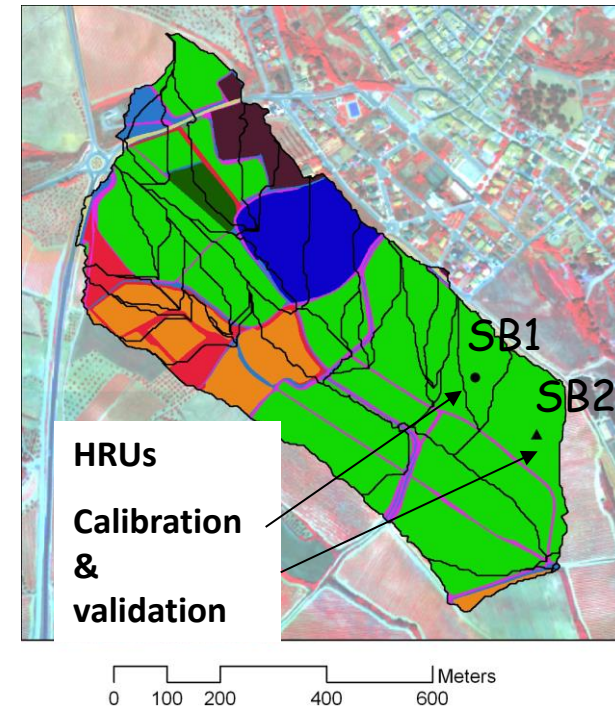 SB1
SB2
HRUs
Calibration
&
validation
Meters
0 100 200 400 600